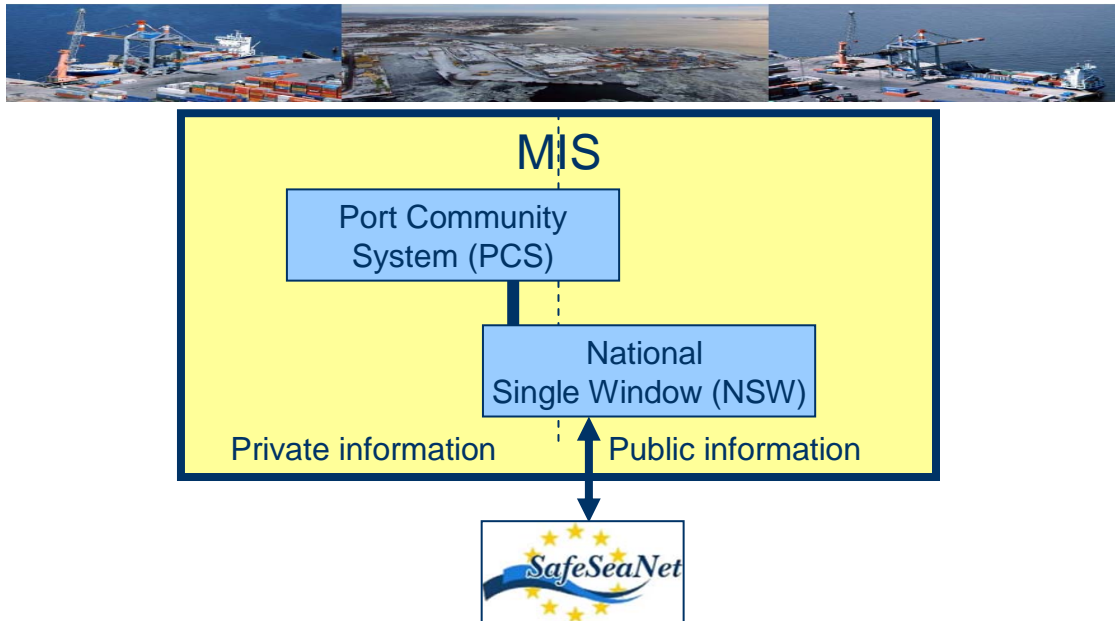 MIS
Port Community
System (PCS)
National
Single Window (NSW)
Private information
Public information
SafeSeaNet